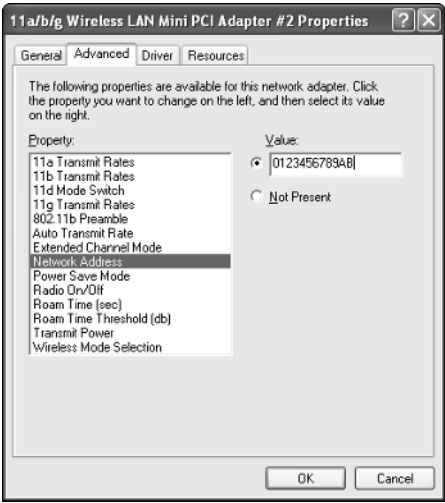 11a/b/g Wireless LAN Mini PCI Adapter #2 Properties
General Advanced Driver Resources
The following properties are available for this network adapter. Click
the property you want to change on the left, and then select its value
on the right.
Property:
Value:
11a Transmit Rates
11b Transmit Rates
11d Mode Switch
11g Transmit Rates
802.11b Preamble
Auto Transmit Rate
Extended Channel Mode
Network Address
Power Save Mode
Radio On/Off
Roam Time (sec)
Roam Time Threshold (db)
Transmit Power
Wireless Mode Selection
0123456789AB
Not Present
OK Cancel